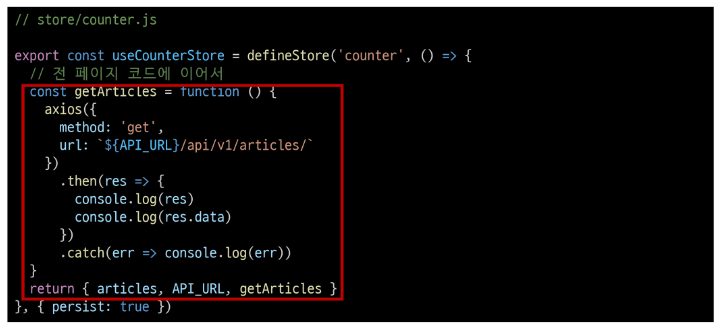 // store/counter.js
export const useCounterStore = defineStore('counter', () => {
// 전 페이지 코드에 이어서
const getArticles = function () {
axios({
method: 'get',
url: `${API_URL}/api/v1/articles/`
})
.then(res => {
console.log(res)
console.log(res.data)
})
.catch(err => console.log(err))
}
return { articles, API_URL, getArticles }
}, { persist: true })